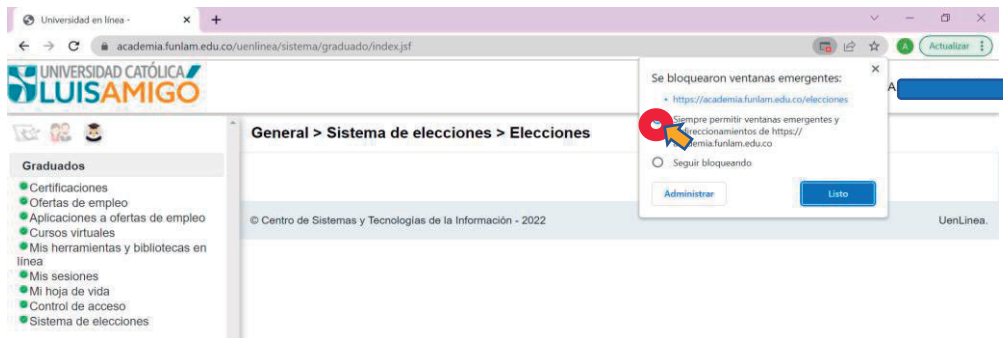 Universidad en línea -
academia.funlam.edu.co/uenlinea/sistema/graduado/index.jsf
Actualizar
UNIVERSIDAD CATÓLICA
LUISAMIGO
A
Se bloquearon ventanas emergentes:
https://academia.funlam.edu.co/elecciones
Siempre permitir ventanas emergentes y
direccionamientos de https://
academia.funlam.edu.co
Seguir bloqueando
Administrar
Listo
General > Sistema de elecciones > Elecciones
Graduados
Certificaciones
Ofertas de empleo
Aplicaciones a ofertas de empleo
Cursos virtuales
Mis herramientas y bibliotecas en
línea
Mis sesiones
Mi hoja de vida
Control de acceso
Sistema de elecciones
© Centro de Sistemas y Tecnologías de la Información - 2022
UenLinea.